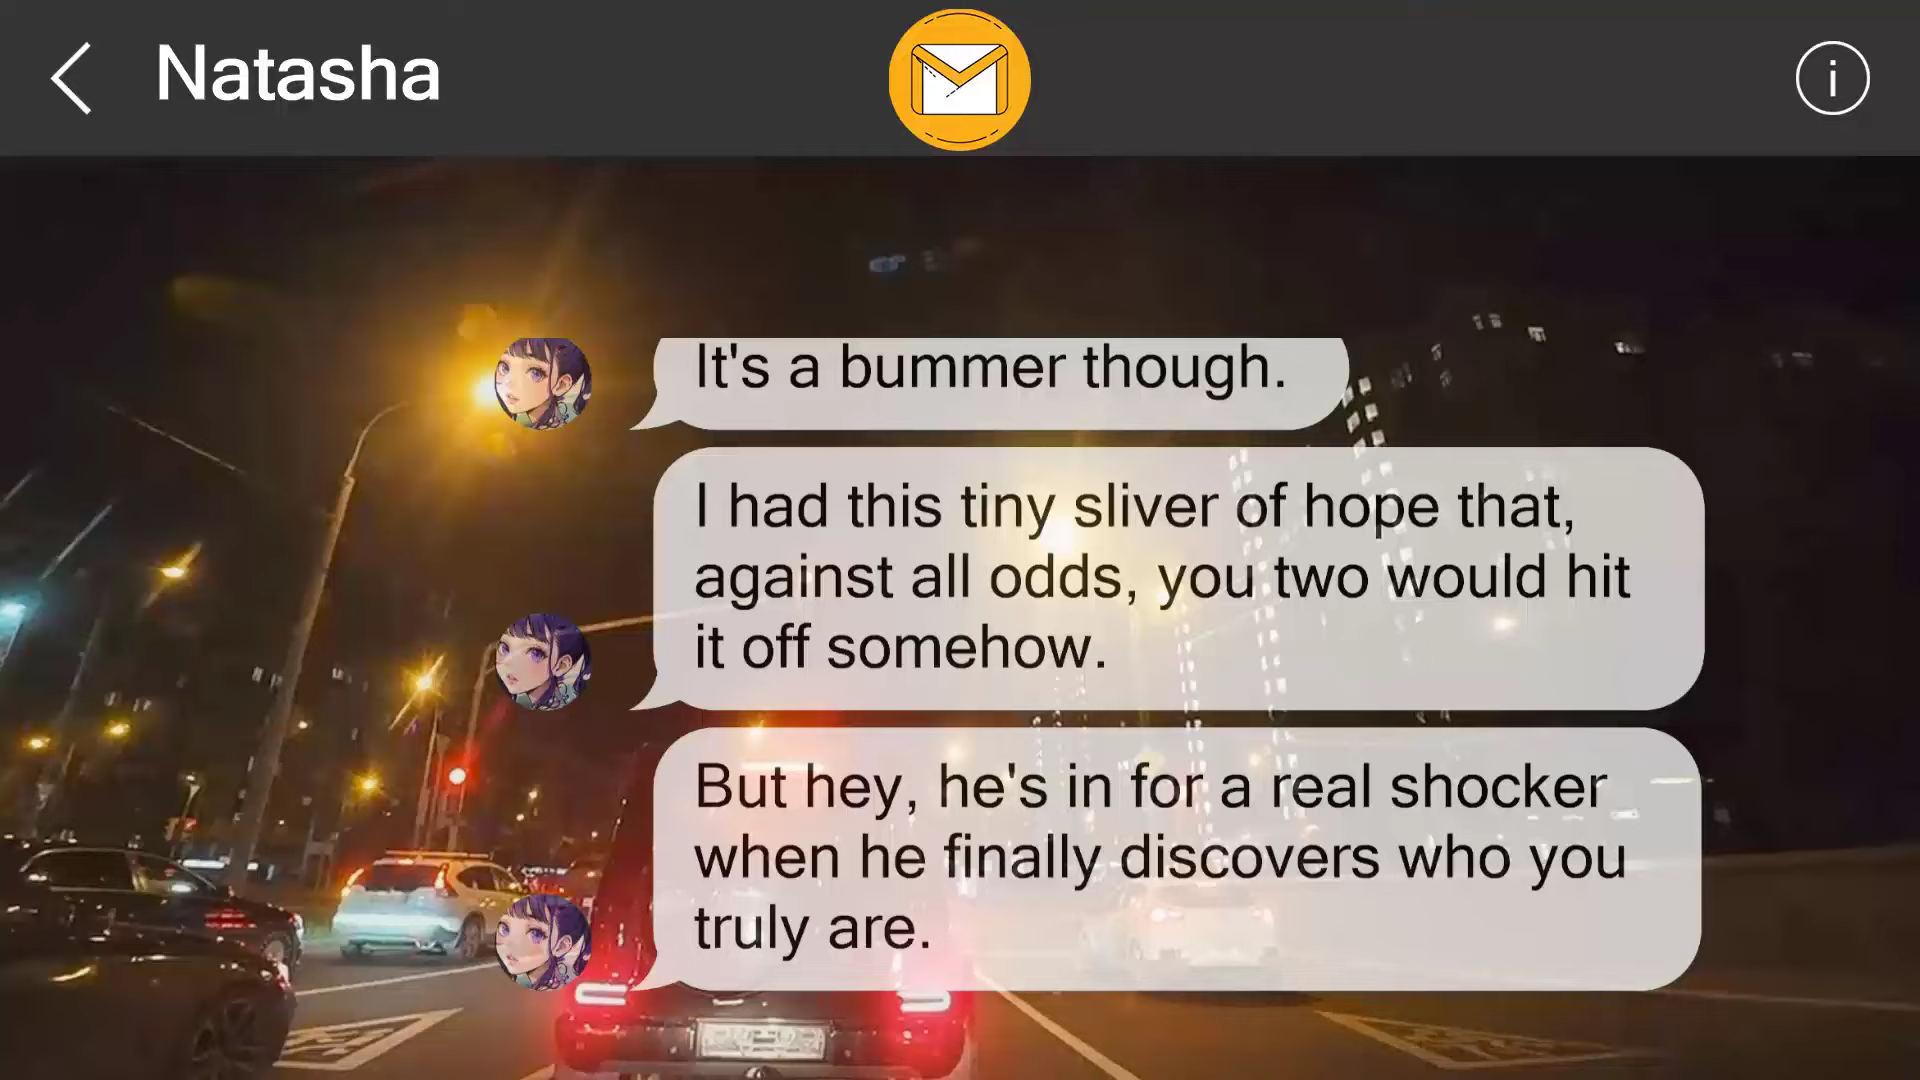 Natasha
i
It's a bummer though.
I had this tiny sliver of hope that,
against all odds, you two would hit
it off somehow.
But hey, he's in for a real shocker
when he finally discovers who you
truly are.